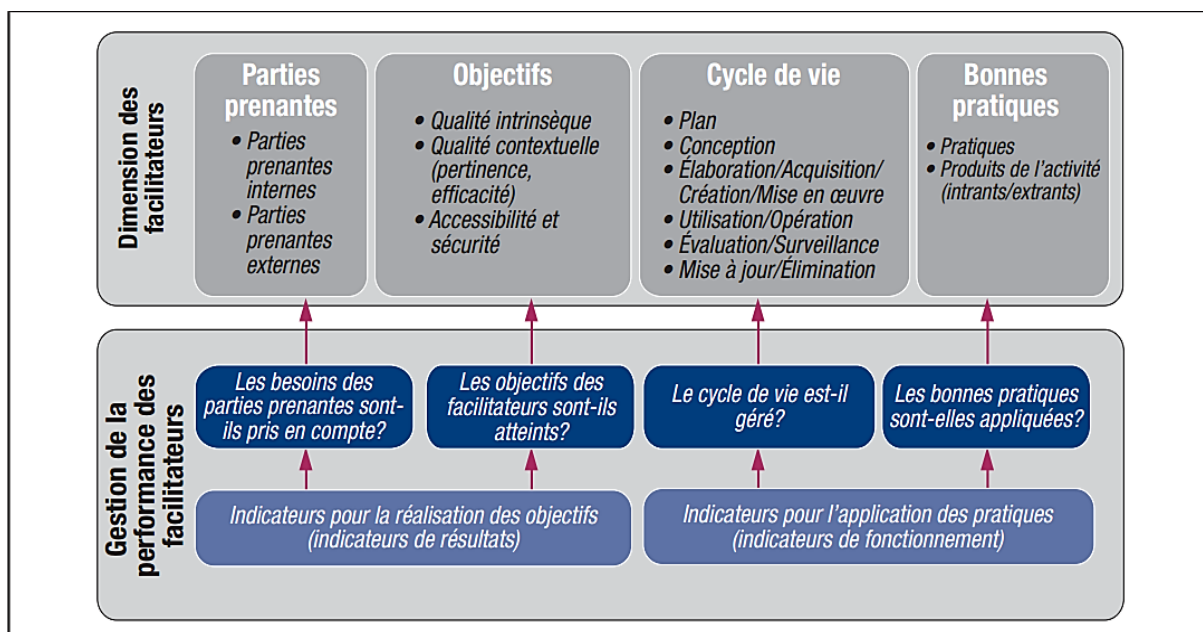 Dimension des
facilitateurs
Parties
prenantes
• Parties
prenantes
internes
• Parties
prenantes
externes
Objectifs
• Qualité intrinsèque
• Qualité contextuelle
(pertinence,
efficacité)
• Accessibilité et
sécurité
Cycle de vie
• Plan
• Conception
• Élaboration/Acquisition/
Création/Mise en œuvre
• Utilisation/Opération
• Évaluation/Surveillance
• Mise à jour/Élimination
Bonnes
pratiques
• Pratiques
• Produits de l’activité
(intrants/extrants)
Gestion de la
performance des
facilitateurs
Les besoins des
parties prenantes sont-
ils pris en compte?
Les objectifs des
facilitateurs sont-ils
atteints?
Le cycle de vie est-il
géré?
Les bonnes pratiques
sont-elles appliquées?
Indicateurs pour la réalisation des objectifs
(indicateurs de résultats)
Indicateurs pour l’application des pratiques
(indicateurs de fonctionnement)